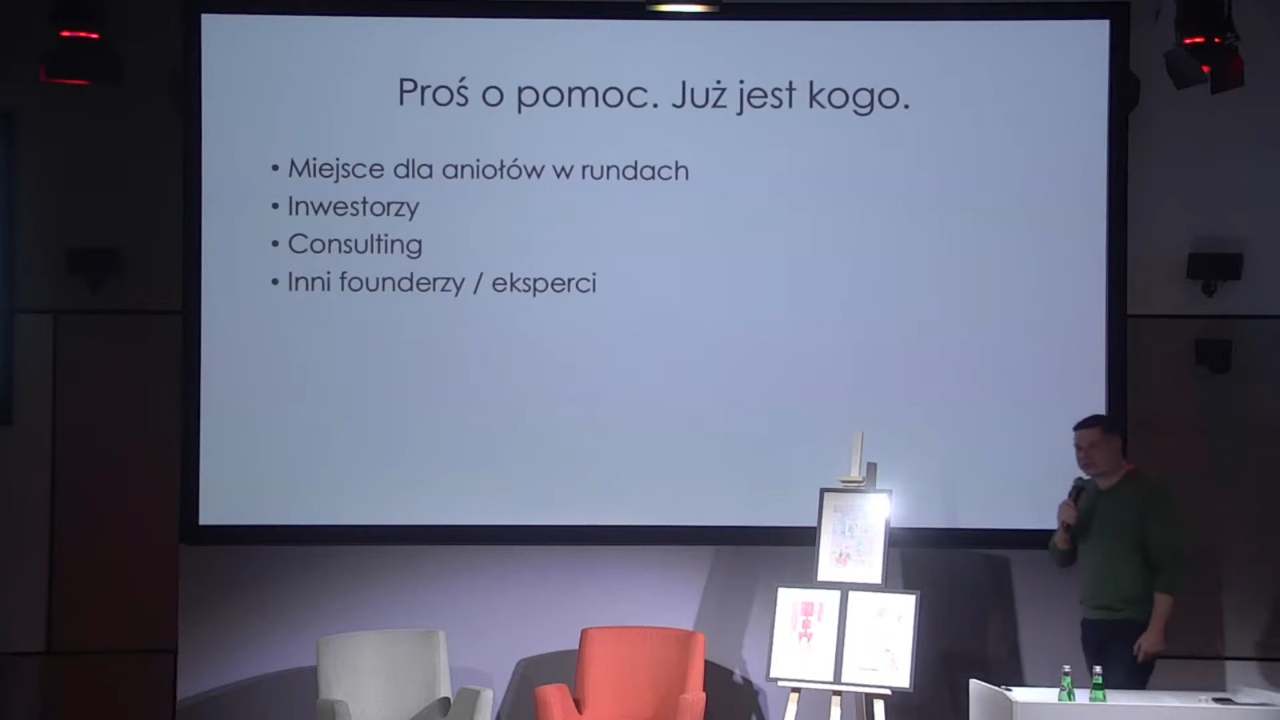 Proś o pomoc. Już jest kogo.
• Miejsce dla aniołów w rundach
• Inwestorzy
• Consulting
• Inni founderzy / eksperci